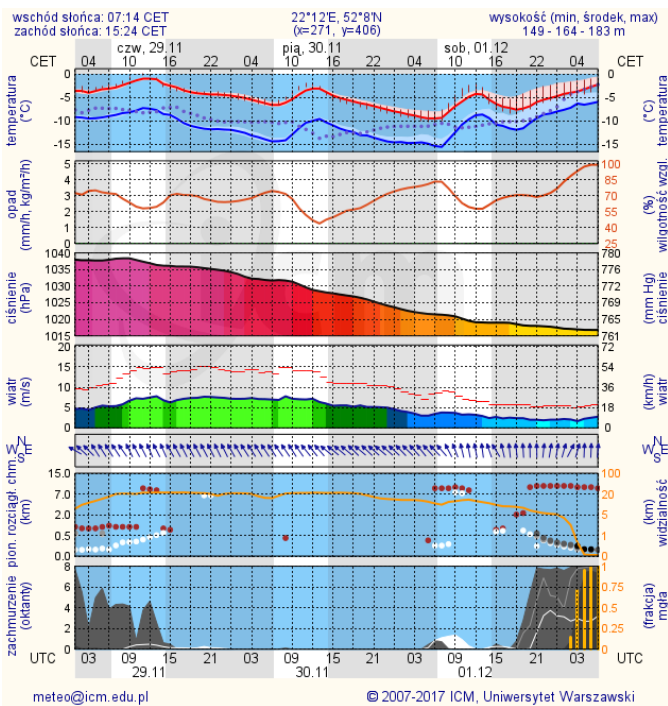 wschód słońca: 07:14 CET 22°12'E, 52°8'N wysokość (min, środek, max)
zachód słońca: 15:24 CET (x=271, y=406) 149 - 164 - 183 m
czw, 29.11 pią, 30.11 sob, 01.12
CET 04 10 16 22 04 10 16 22 04 10 16 22 04 CET
temperatura (°C)
0 -5 -10 -15
0 -5 -10 -15
temperatura (°C)
opad (mm/h, kg/m²/h)
5 4 3 2 1 0
100 85 70 55 40 25
(%) wilgotność wzgl.
ciśnienie (hPa)
1040 1035 1030 1025 1020 1015
780 776 772 769 765 761
(mm Hg) ciśnienie
wiatr (m/s)
20 15 10 5 0
72 54 36 18 0
(km/h) wiatr
N W E S
N W E S
pion. rozciągł. chm. (km)
15.0 7.0 2.0 0.5 0.0
100 20 5 1 0
(km) widzialność
zachmurzenie (oktanty)
8 6 4 2 0
1 0.75 0.5 0.25 0
(frakcja) mgła
UTC 03 09 15 21 03 09 15 21 03 09 15 21 03 UTC
29.11 30.11 01.12
meteo@icm.edu.pl © 2007-2017 ICM, Uniwersytet Warszawski